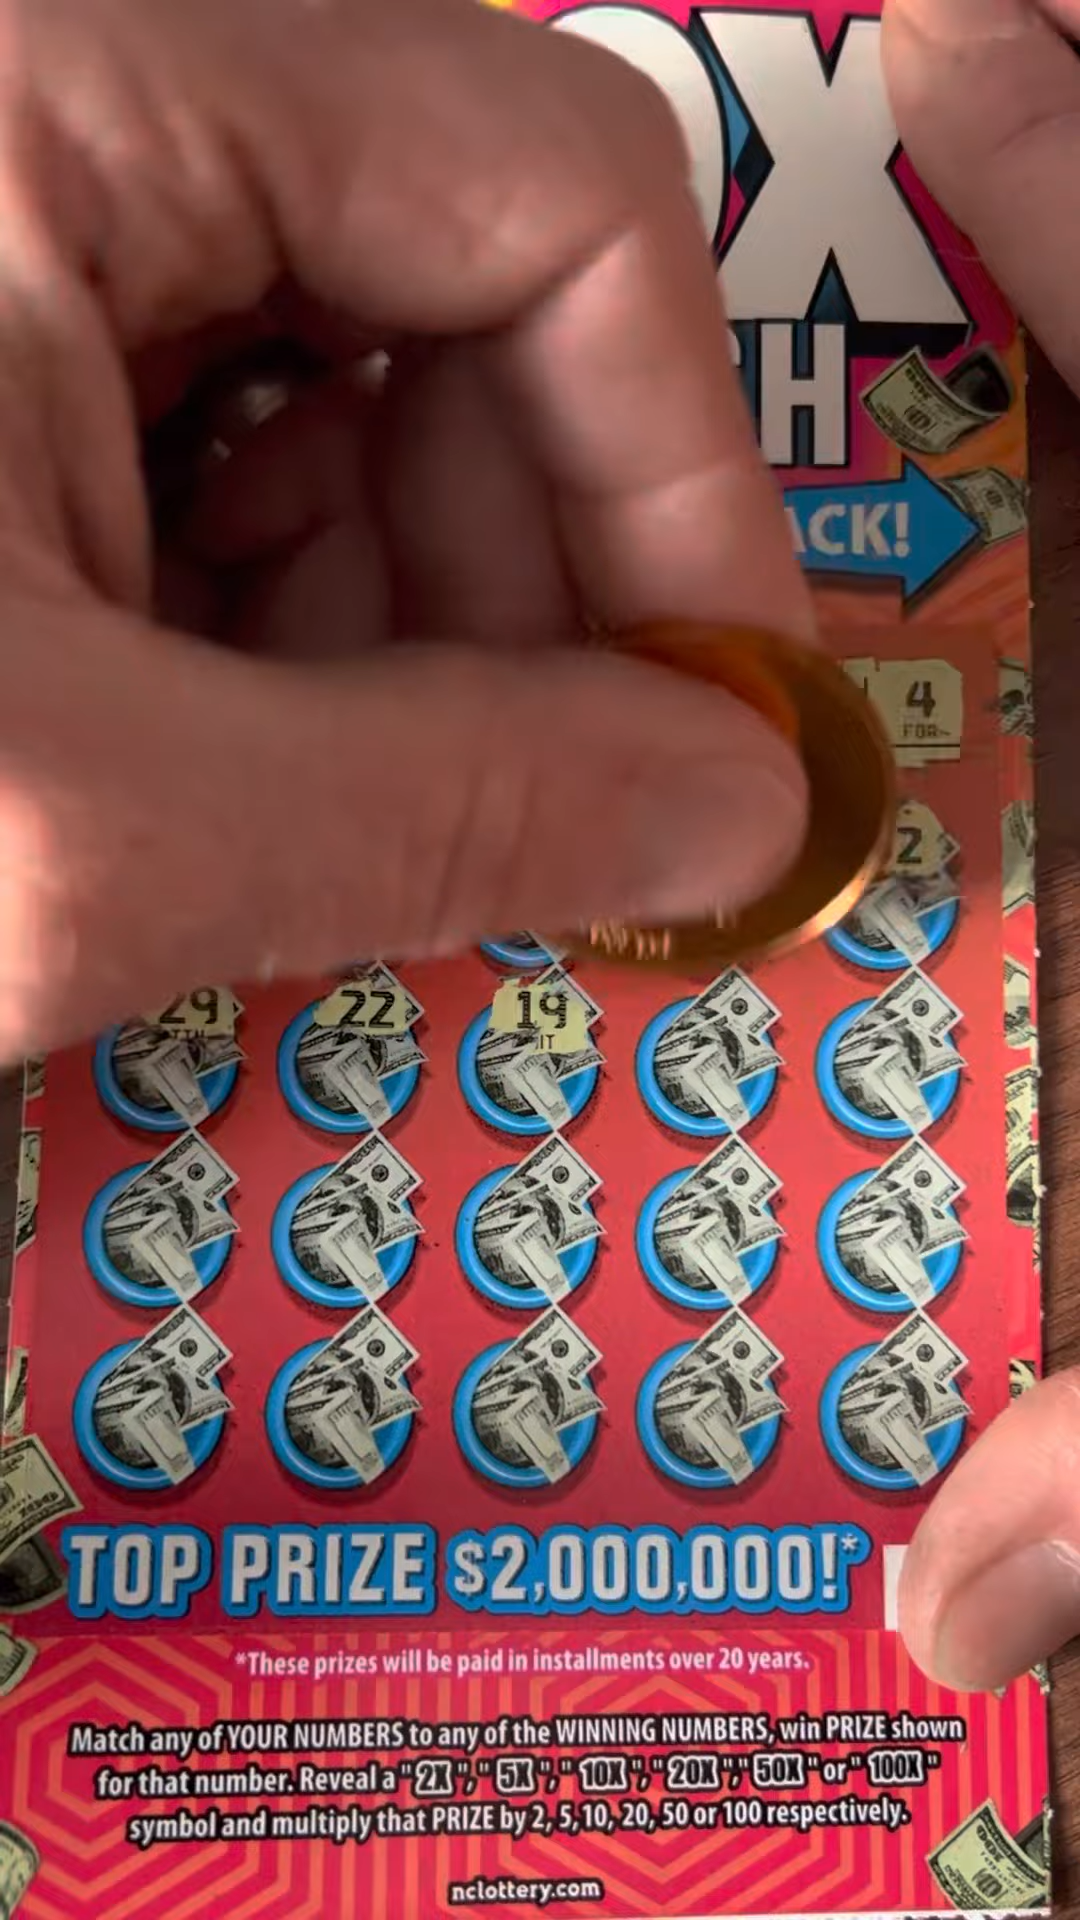 X
H
ACK!
4
FOR~
2
29
22
19
IT
TOP PRIZE $2,000,000!*
*These prizes will be paid in installments over 20 years.
Match any of YOUR NUMBERS to any of the WINNING NUMBERS, win PRIZE shown
for that number. Reveal a "2X", "5X", "10X", "20X", "50X" or "100X"
symbol and multiply that PRIZE by 2, 5, 10, 20, 50 or 100 respectively.
nclottery.com